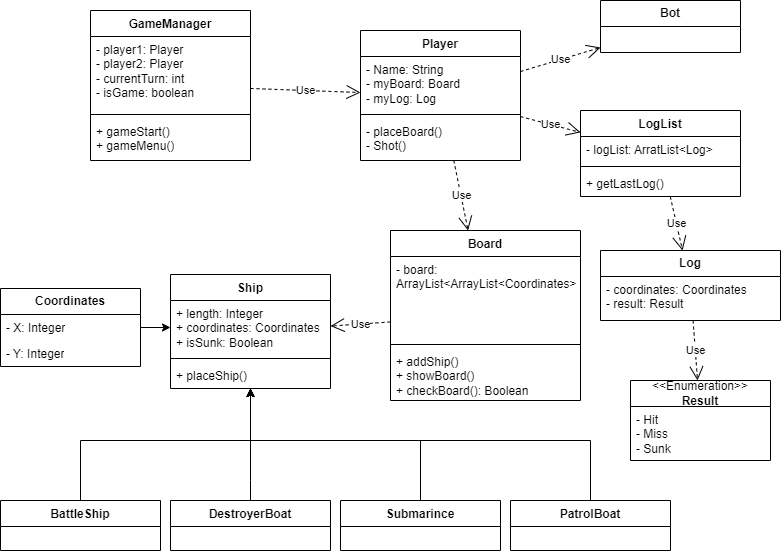 GameManager
- player1: Player
- player2: Player
- currentTurn: int
- isGame: boolean
+ gameStart()
+ gameMenu()
Use
Player
- Name: String
- myBoard: Board
- myLog: Log
- placeBoard()
- Shot()
Use
Bot
Use
LogList
- logList: ArratList<Log>
+ getLastLog()
Use
Use
Log
- coordinates: Coordinates
- result: Result
Use
<<Enumeration>>
Result
- Hit
- Miss
- Sunk
Board
- board:
ArrayList<ArrayList<Coordinates>
+ addShip()
+ showBoard()
+ checkBoard(): Boolean
Use
Ship
+ length: Integer
+ coordinates: Coordinates
+ isSunk: Boolean
+ placeShip()
Coordinates
- X: Integer
- Y: Integer
BattleShip
DestroyerBoat
Submarince
PatrolBoat